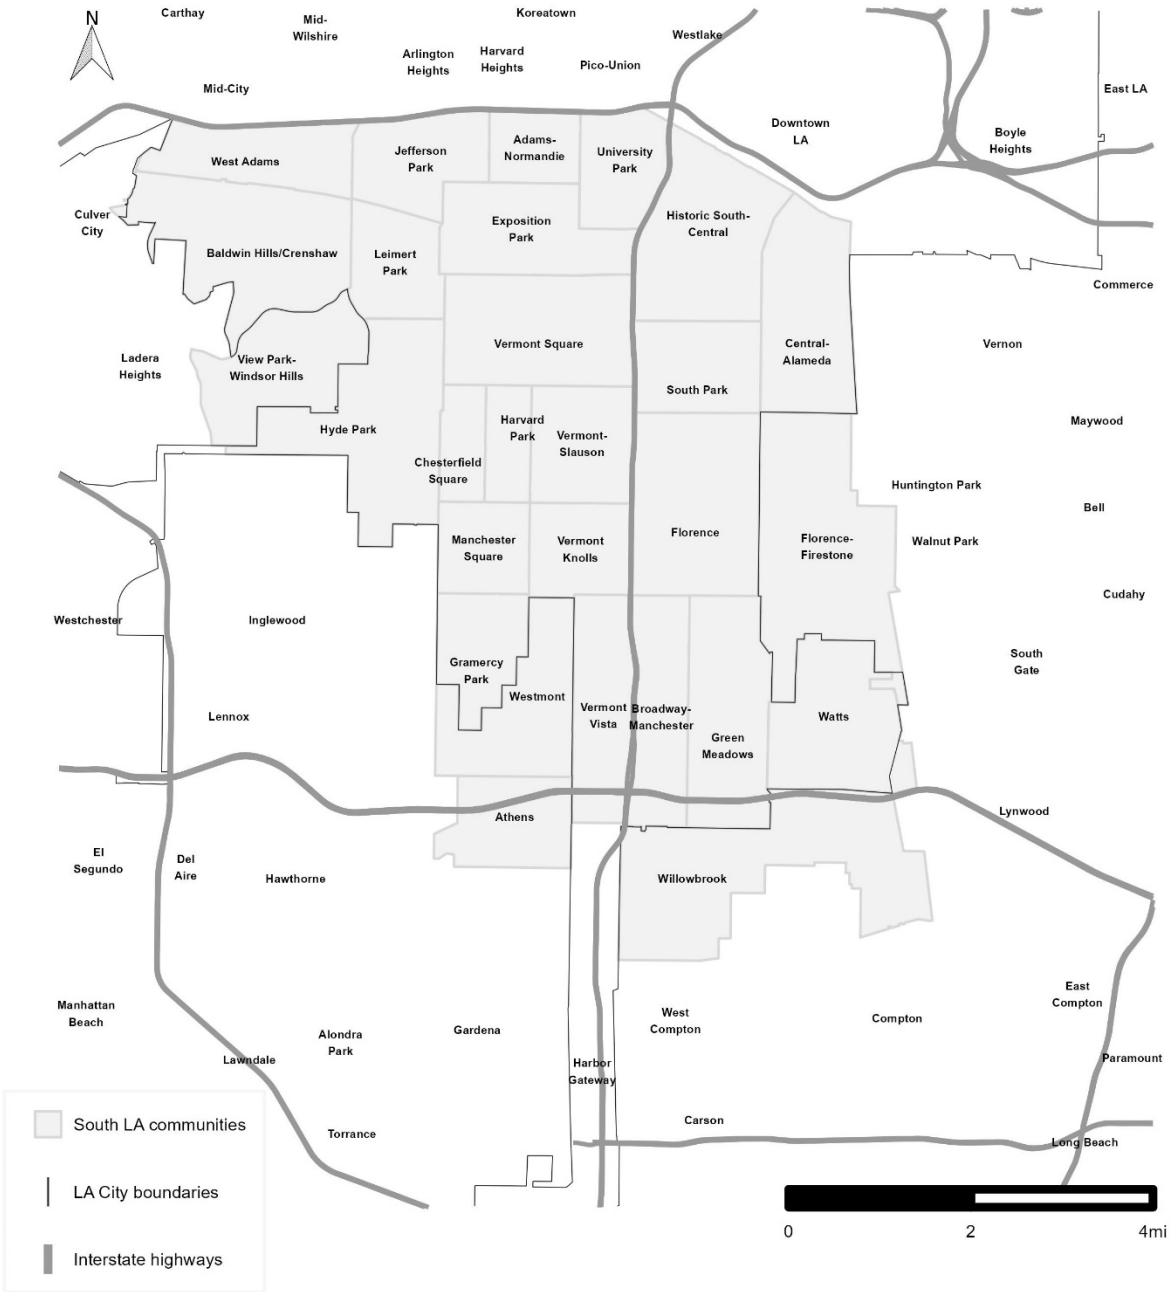 Carthay
Koreatown
N
Mid-
Wilshire
Westlake
Arlington
Heights
Harvard
Heights
Pico-Union
Mid-City
East LA
Downtown
LA
Boyle
Heights
West Adams
Jefferson
Park
Adams-
Normandie
University
Park
Culver
City
Historic South-
Central
Exposition
Park
Baldwin Hills/Crenshaw
Leimert
Park
Commerce
Ladera
Heights
View Park-
Windsor Hills
Vermont Square
Central-
Alameda
Vernon
South Park
Hyde Park
Harvard
Park
Vermont-
Slauson
Maywood
Chesterfield
Square
Huntington Park
Bell
Manchester
Square
Vermont
Knolls
Florence
Florence-
Firestone
Walnut Park
Cudahy
Westchester
Inglewood
South
Gate
Gramercy
Park
Westmont
Lennox
Vermont
Vista
Broadway-
Manchester
Green
Meadows
Watts
Athens
Lynwood
El
Segundo
Del
Aire
Hawthorne
Willowbrook
Manhattan
Beach
East
Compton
Alondra
Park
Gardena
West
Compton
Compton
Lawndale
Harbor
Gateway
Paramount
Torrance
Carson
Long Beach
South LA communities
LA City boundaries
Interstate highways
0 2 4mi